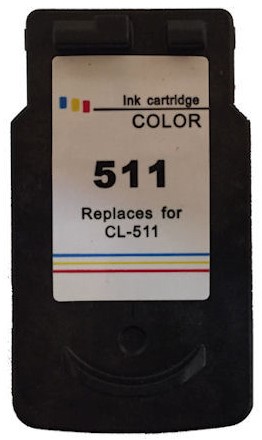 Ink cartridge
COLOR
511
Replaces for
CL-511